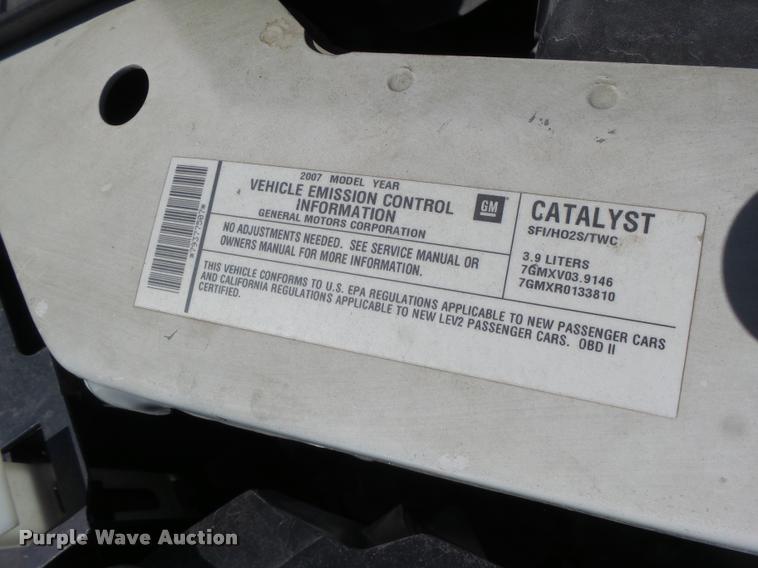 2007 MODEL YEAR
VEHICLE EMISSION CONTROL
INFORMATION
GENERAL MOTORS CORPORATION
GM
NO ADJUSTMENTS NEEDED. SEE SERVICE MANUAL OR
OWNERS MANUAL FOR MORE INFORMATION.
CATALYST
SFI/HO2S/TWC
3.9 LITERS
7GMXV03.9146
7GMXR0133810
THIS VEHICLE CONFORMS TO U.S. EPA REGULATIONS APPLICABLE TO NEW PASSENGER CARS
AND CALIFORNIA REGULATIONS APPLICABLE TO NEW LEV2 PASSENGER CARS. OBD II
CERTIFIED.
Purple Wave Auction®